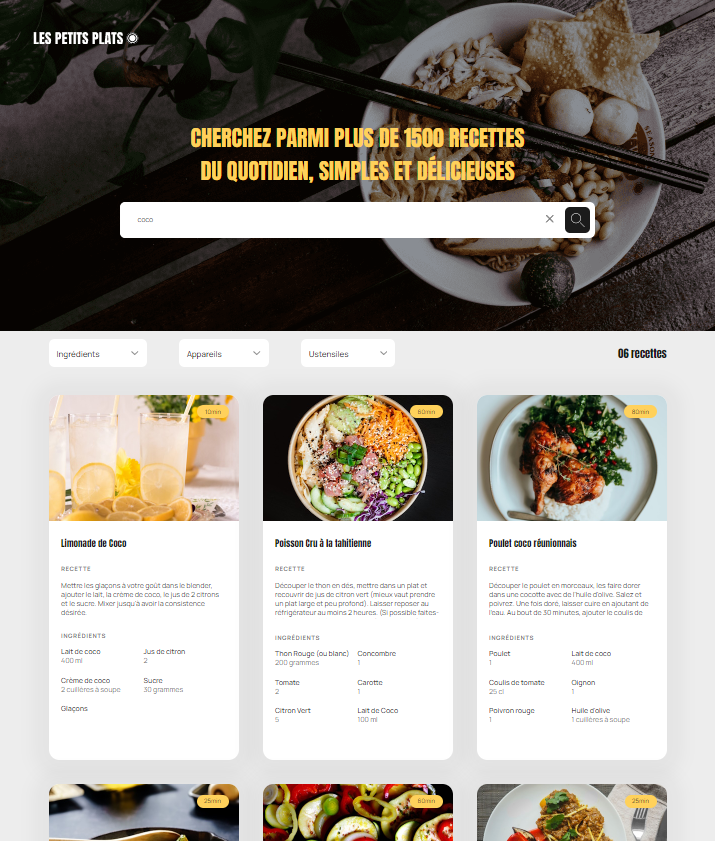 LES PETITS PLATS
CHERCHEZ PARMI PLUS DE 1500 RECETTES
DU QUOTIDIEN, SIMPLES ET DÉLICIEUSES
coco
Ingrédients
Appareils
Ustensiles
06 recettes
10min
Limonade de Coco
RECETTE
Mettre les glaçons à votre goût dans le blender,
ajouter le lait, la crème de coco, le jus de 2 citrons
et le sucre. Mixer jusqu'à avoir la consistence
désirée.
INGRÉDIENTS
Lait de coco
400 ml
Jus de citron
2
Crème de coco
2 cuillères à soupe
Sucre
30 grammes
Glaçons
60min
Poisson Cru à la tahitienne
RECETTE
Découper le thon en dés, mettre dans un plat et
recouvrir de jus de citron vert (mieux vaut prendre
un plat large et peu profond). Laisser reposer au
réfrigérateur au moins 2 heures. (Si possible faites-
INGRÉDIENTS
Thon Rouge (ou blanc)
200 grammes
Concombre
1
Tomate
2
Carotte
1
Citron Vert
5
Lait de Coco
100 ml
80min
Poulet coco réunionnais
RECETTE
Découper le poulet en morceaux, les faire dorer
dans une cocotte avec de l'huile d'olive. Salez et
poivrez. Une fois doré, laisser cuire en ajoutant de
l'eau. Au bout de 30 minutes, ajouter le coulis de
INGRÉDIENTS
Poulet
1
Lait de coco
400 ml
Coulis de tomate
25 cl
Oignon
1
Poivron rouge
1
Huile d'olive
1 cuillères à soupe
25min
60min
25min